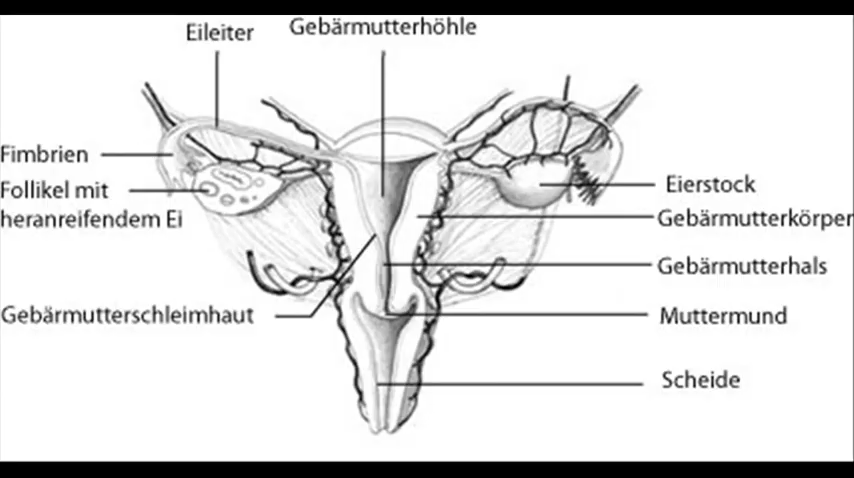 Eileiter
Gebärmutterhöhle
Fimbrien
Follikel mit
heranreifendem Ei
Gebärmutterschleimhaut
Eierstock
Gebärmutterkörper
Gebärmutterhals
Muttermund
Scheide